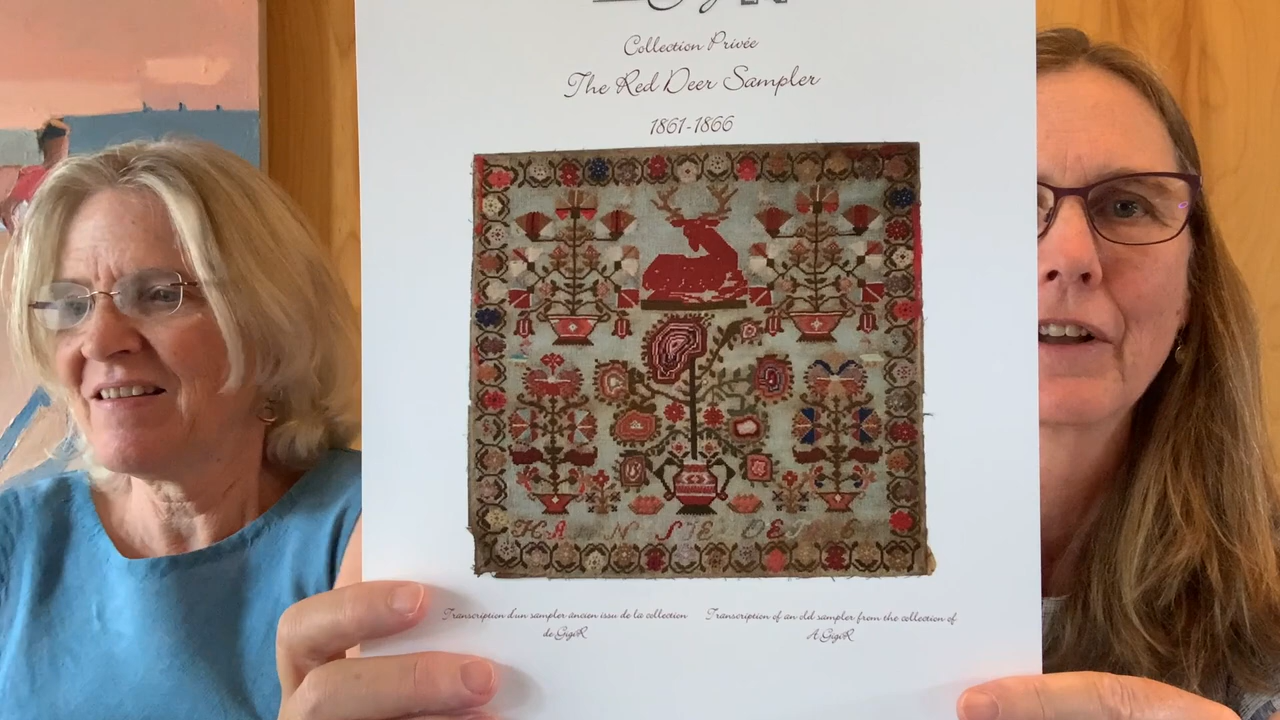 Collection Privée
The Red Deer Sampler
1861-1866
Transcription d'un sampler ancien issu de la collection
de GigiR
Transcription of an old sampler from the collection of
A.GigiR